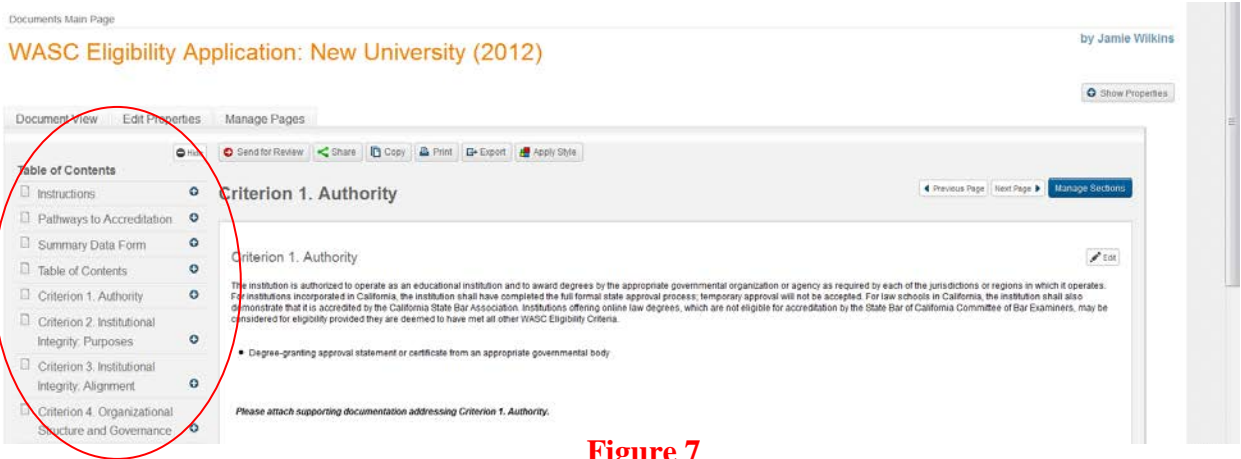 Documents Main Page
by Jamie Wilkins
WASC Eligibility Application: New University (2012)
Show Properties
Document View Edit Properties Manage Pages
Hide Send for Review Share Copy Print Export Apply Style
Table of Contents
Criterion 1. Authority
Previous Page Next Page Manage Sections
Instructions
Pathways to Accreditation
Summary Data Form
Table of Contents
Criterion 1. Authority
Criterion 2. Institutional
Integrity: Purposes
Criterion 3. Institutional
Integrity: Alignment
Criterion 4. Organizational
Structure and Governance
Criterion 1. Authority
Edit
The institution is authorized to operate as an educational institution and to award degrees by the appropriate governmental organization or agency as required by each of the jurisdictions or regions in which it operates.
For institutions incorporated in California, the institution shall have completed the full formal state approval process; temporary approval will not be accepted. For law schools in California, the institution shall also
demonstrate that it is accredited by the California State Bar Association. Institutions offering online law degrees, which are not eligible for accreditation by the State Bar of California Committee of Bar Examiners, may be
considered for eligibility provided they are deemed to have met all other WASC Eligibility Criteria.
• Degree-granting approval statement or certificate from an appropriate governmental body
Please attach supporting documentation addressing Criterion 1. Authority.
Figure 7